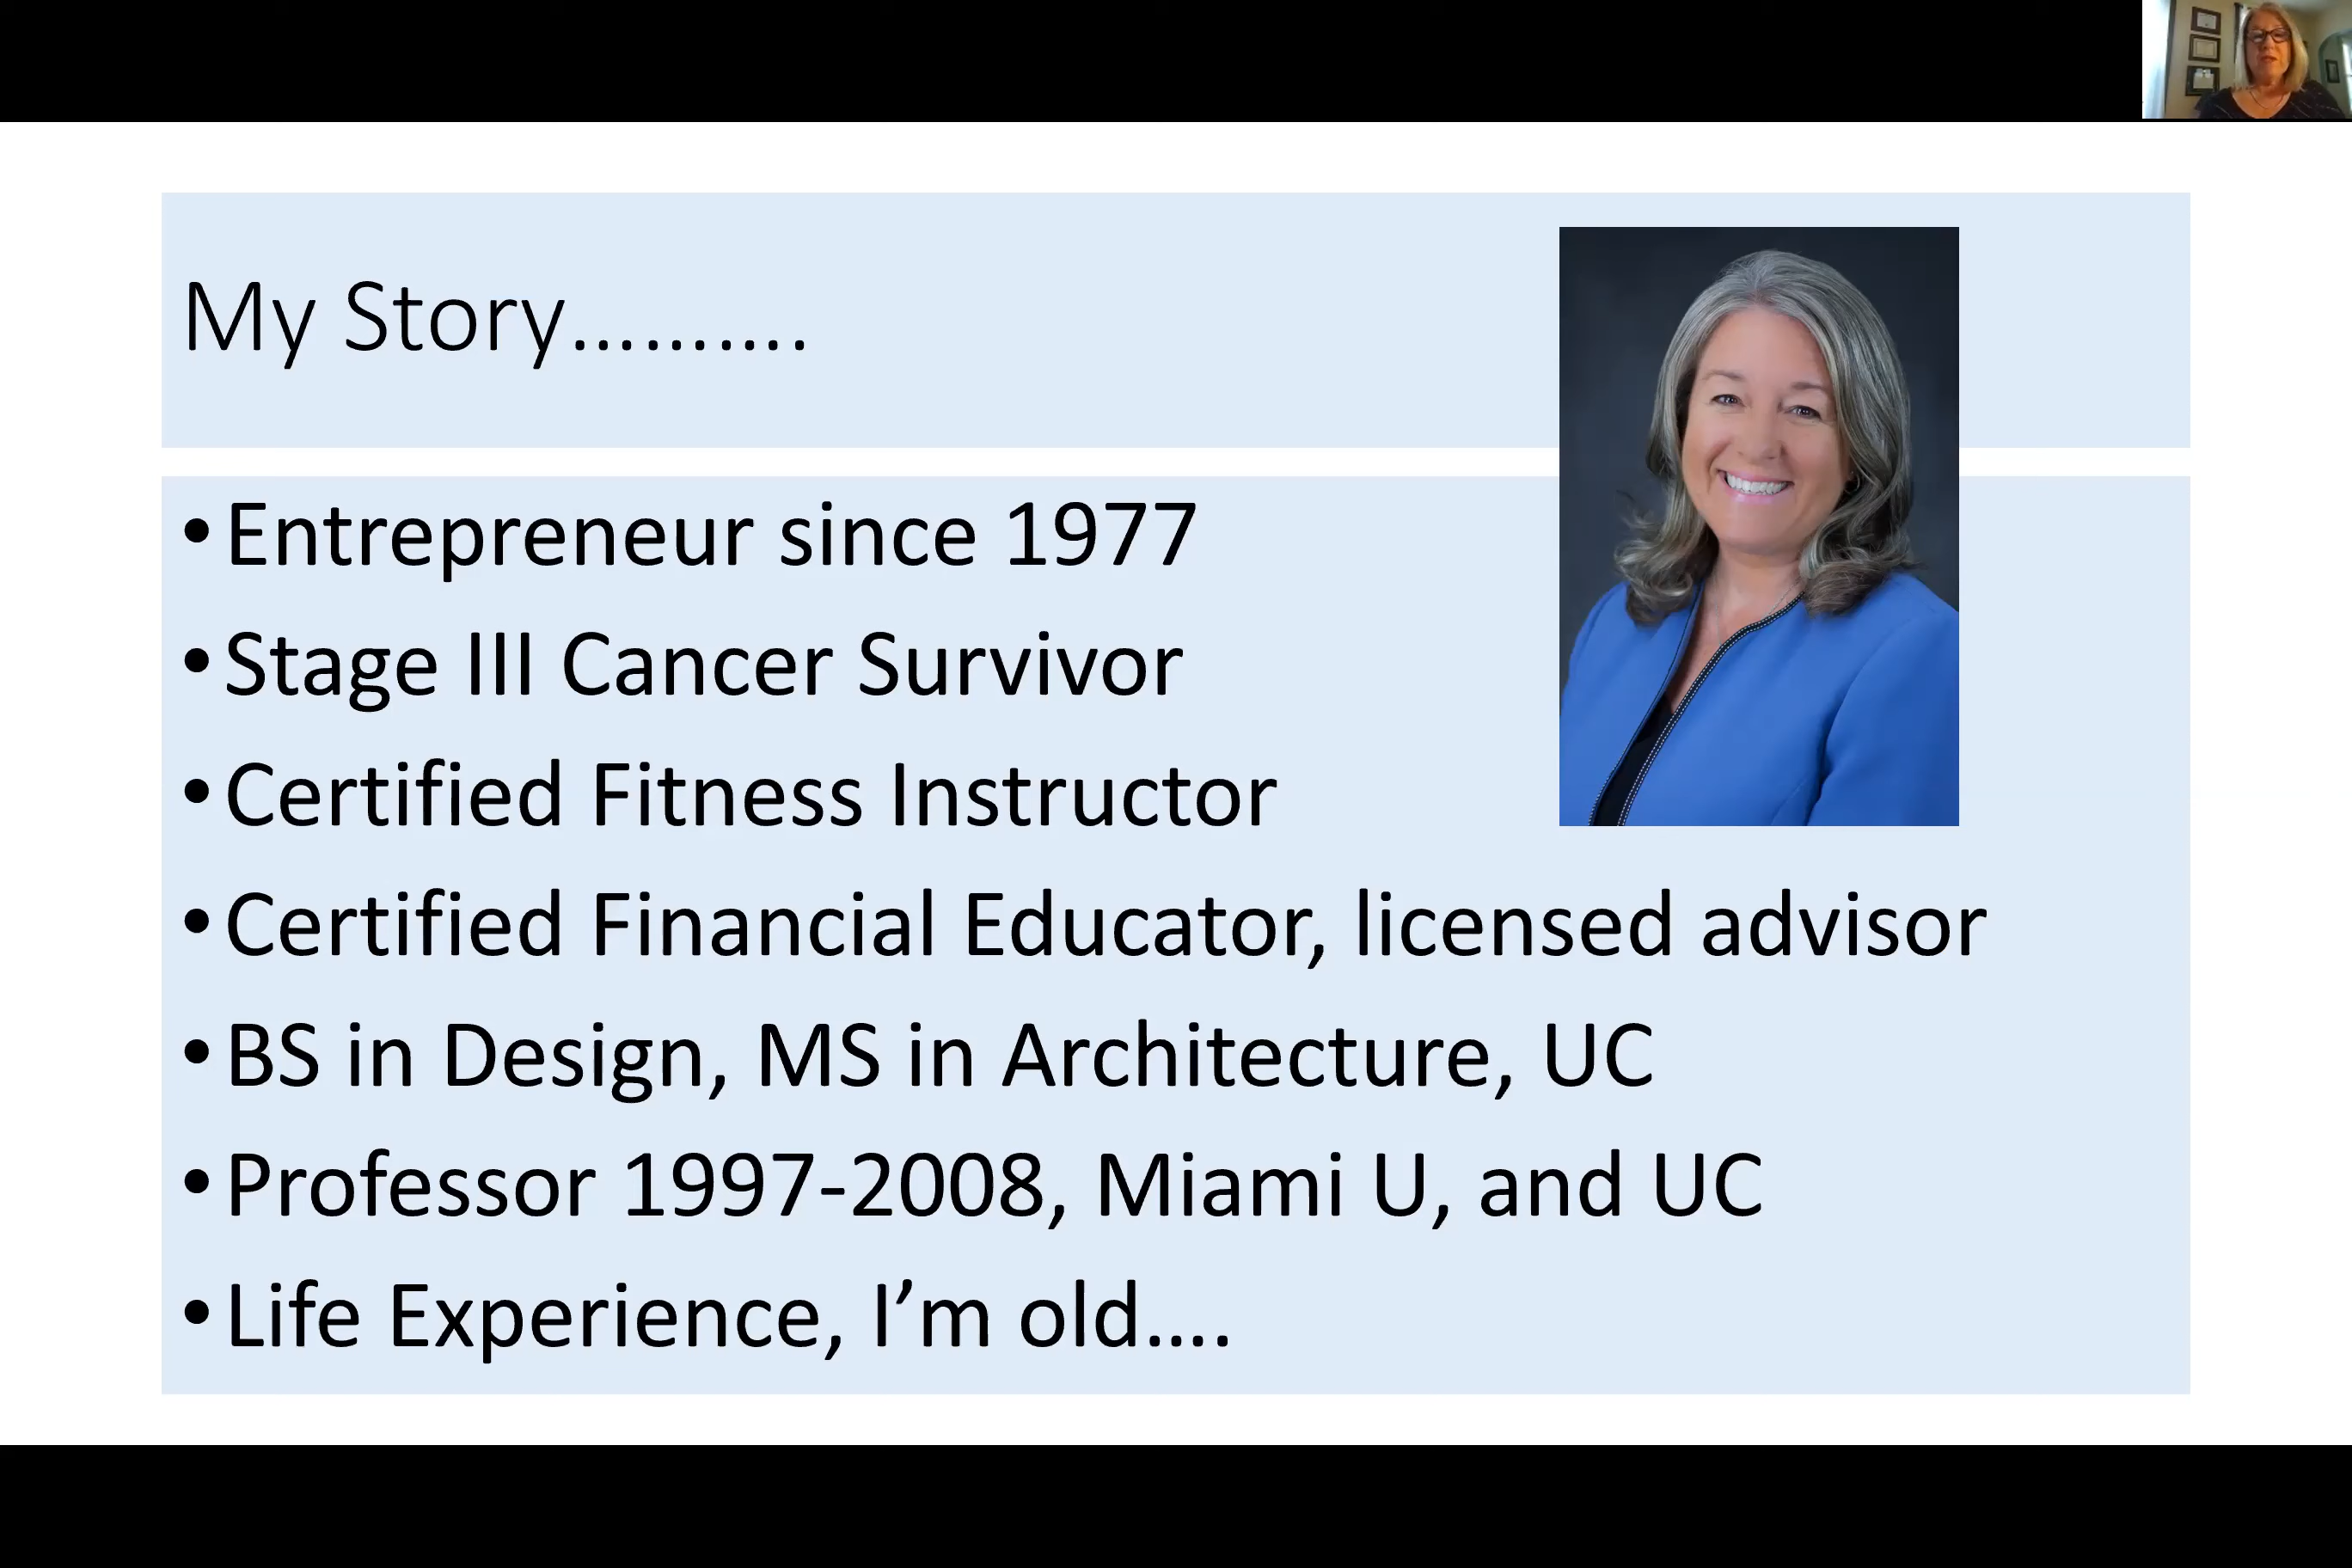 My Story..........
•Entrepreneur since 1977
•Stage III Cancer Survivor
•Certified Fitness Instructor
•Certified Financial Educator, licensed advisor
•BS in Design, MS in Architecture, UC
•Professor 1997-2008, Miami U, and UC
•Life Experience, I’m old....